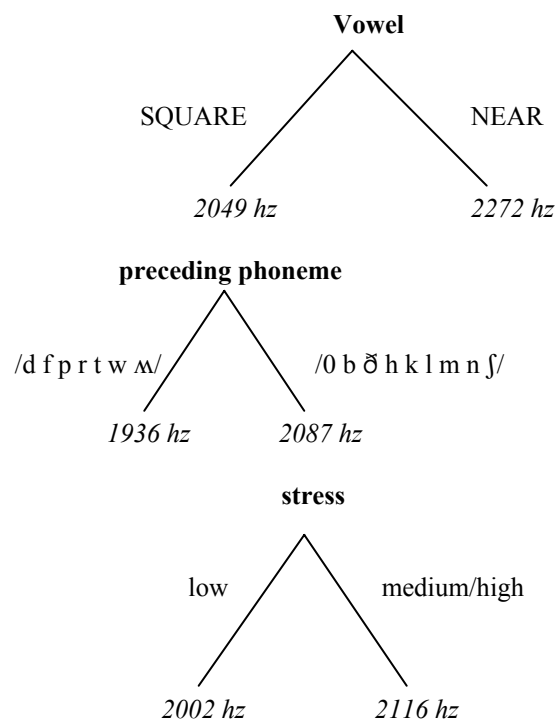 Vowel
SQUARE NEAR
2049 hz 2272 hz
preceding phoneme
/d f p r t w ʍ/ /0 b ð h k l m n ʃ/
1936 hz 2087 hz
stress
low medium/high
2002 hz 2116 hz